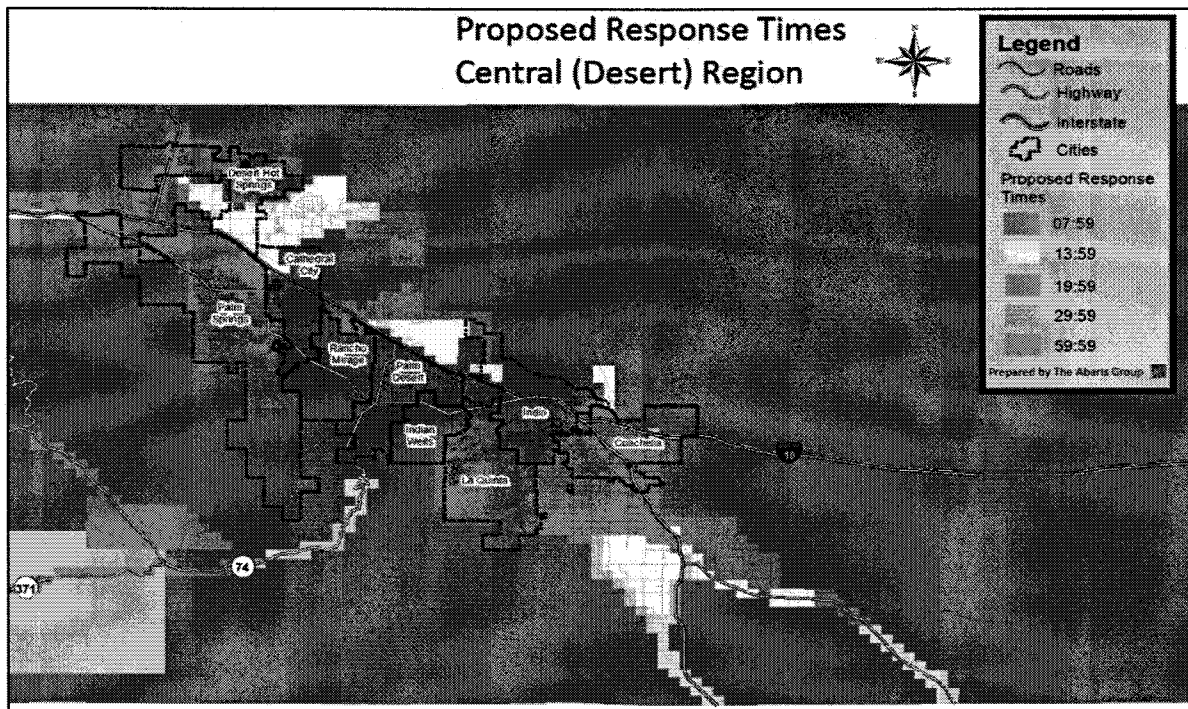 Proposed Response Times
Central (Desert) Region
N
Legend
Roads
Highway
Interstate
Cities
Proposed Response
Times
07:59
13:59
19:59
29:59
59:59
Prepared by The Abaris Group
Desert Hot
Springs
Cathedral
City
Palm
Springs
Rancho
Mirage
Palm
Desert
Indian
Wells
Indio
Coachella
La Quinta
10
74
371